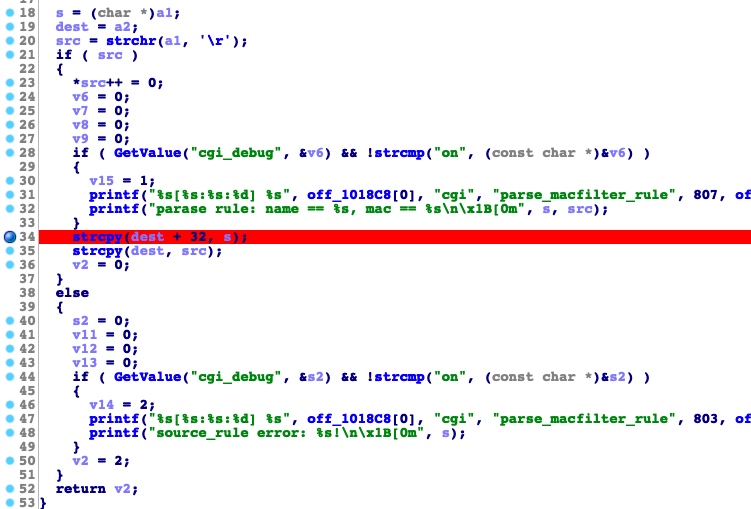 18 s = (char *)a1;
19 dest = a2;
20 src = strchr(a1, '\r');
21 if ( src )
22 {
23 *src++ = 0;
24 v6 = 0;
25 v7 = 0;
26 v8 = 0;
27 v9 = 0;
28 if ( GetValue("cgi_debug", &v6) && !strcmp("on", (const char *)&v6) )
29 {
30 v15 = 1;
31 printf("%s[%s:%s:%d] %s", off_1018C8[0], "cgi", "parse_macfilter_rule", 807, of
32 printf("parase rule: name == %s, mac == %s\n\x1B[0m", s, src);
33 }
34 strcpy(dest + 32, s);
35 strcpy(dest, src);
36 v2 = 0;
37 }
38 else
39 {
40 s2 = 0;
41 v11 = 0;
42 v12 = 0;
43 v13 = 0;
44 if ( GetValue("cgi_debug", &s2) && !strcmp("on", (const char *)&s2) )
45 {
46 v14 = 2;
47 printf("%s[%s:%s:%d] %s", off_1018C8[0], "cgi", "parse_macfilter_rule", 803, of
48 printf("source_rule error: %s!\n\x1B[0m", s);
49 }
50 v2 = 2;
51 }
52 return v2;
53 }